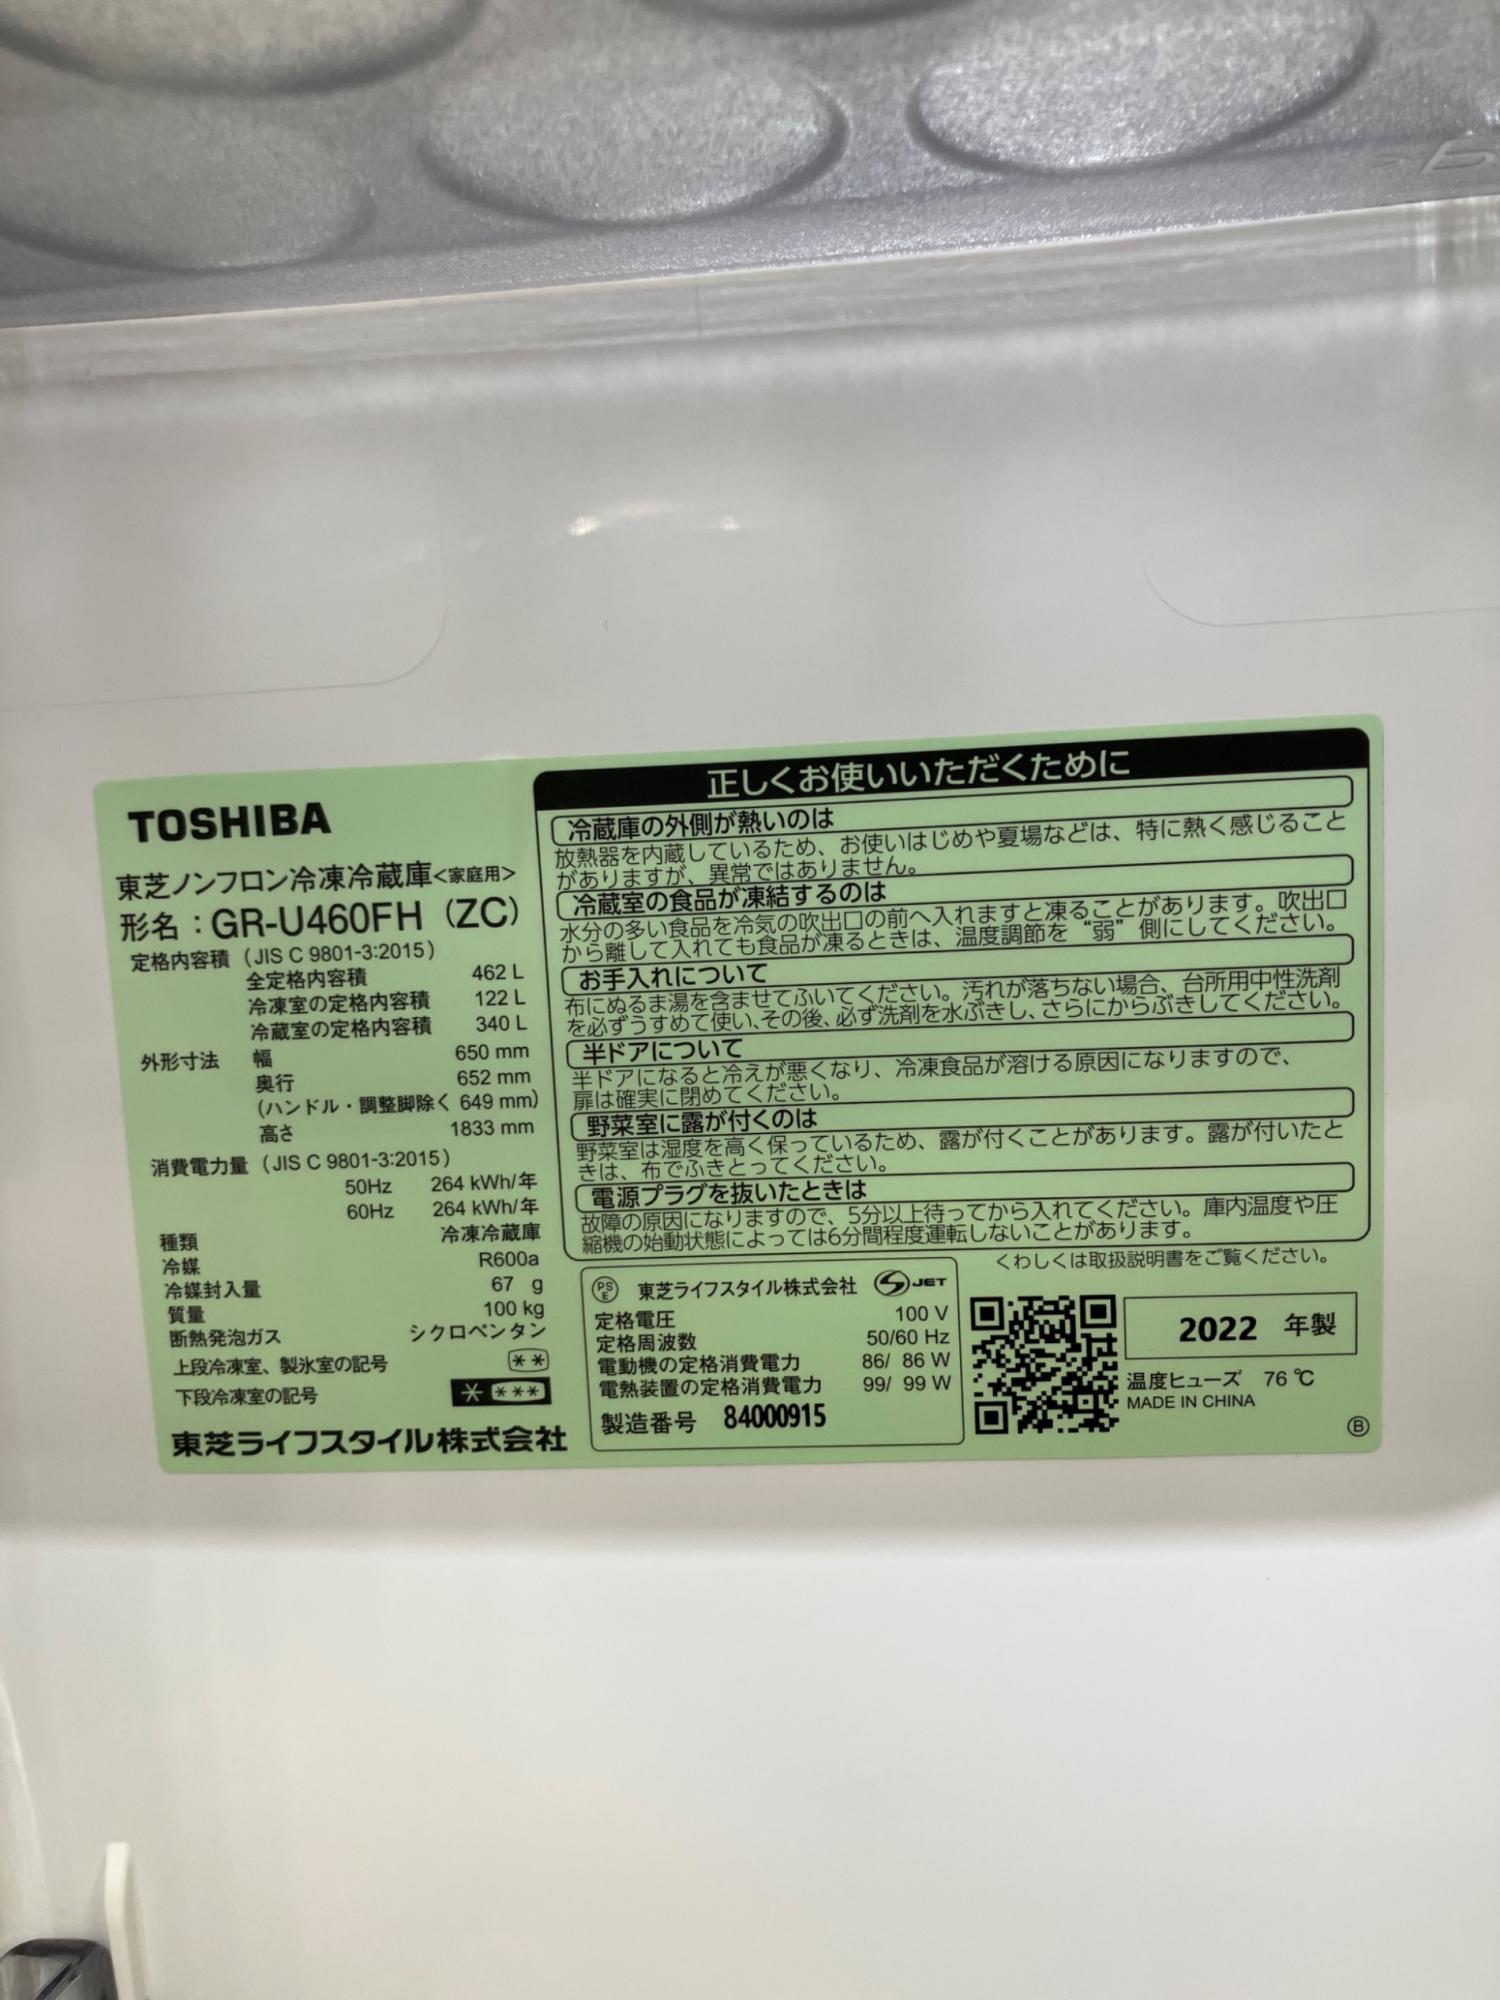 TOSHIBA
東芝ノンフロン冷凍冷蔵庫<家庭用>
形名：GR-U460FH (ZC)
定格内容積 (JIS C 9801-3:2015)
全定格内容積 462 L
冷凍室の定格内容積 122 L
冷蔵室の定格内容積 340 L
外形寸法 幅 650 mm
奥行 652 mm
(ハンドル・調整脚除く 649 mm)
高さ 1833 mm
消費電力量 (JIS C 9801-3:2015)
50Hz 264 kWh/年
60Hz 264 kWh/年
種類 冷凍冷蔵庫
冷媒 R600a
冷媒封入量 67 g
質量 100 kg
断熱発泡ガス シクロペンタン
上段冷凍室、製氷室の記号 **
下段冷凍室の記号 * ***
東芝ライフスタイル株式会社
正しくお使いいただくために
冷蔵庫の外側が熱いのは
放熱器を内蔵しているため、お使いはじめや夏場などは、特に熱く感じること
がありますが、異常ではありません。
冷蔵室の食品が凍結するのは
水分の多い食品を冷気の吹出口の前へ入れますと凍ることがあります。吹出口
から離して入れても食品が凍るときは、温度調節を“弱”側にしてください。
お手入れについて
布にぬるま湯を含ませてふいてください。汚れが落ちない場合、台所用中性洗剤
を必ずうすめて使い、その後、必ず洗剤を水ぶきし、さらにからぶきしてください。
半ドアについて
半ドアになると冷えが悪くなり、冷凍食品が溶ける原因になりますので、
扉は確実に閉めてください。
野菜室に露が付くのは
野菜室は湿度を高く保っているため、露が付くことがあります。露が付いたと
きは、布でふきとってください。
電源プラグを抜いたときは
故障の原因になりますので、5分以上待ってから入れてください。庫内温度や圧
縮機の始動状態によっては6分間程度運転しないことがあります。
くわしくは取扱説明書をご覧ください。
PSE 東芝ライフスタイル株式会社 S JET
定格電圧 100 V
定格周波数 50/60 Hz
電動機の定格消費電力 86/ 86 W
電熱装置の定格消費電力 99/ 99 W
製造番号 84000915
2022 年製
温度ヒューズ 76 ℃
MADE IN CHINA
Ⓑ